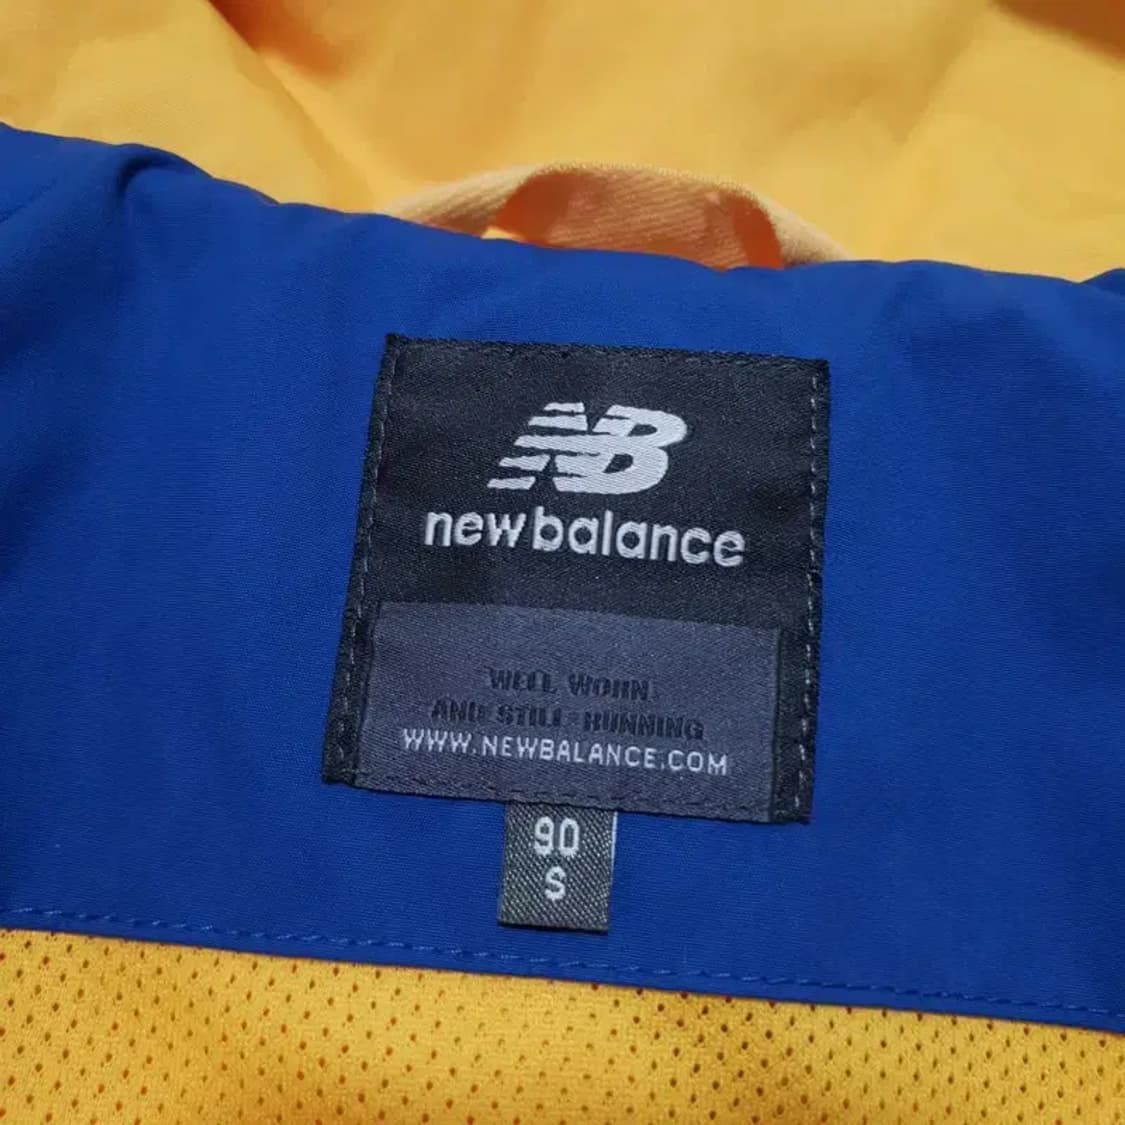 NB
new balance
WELL WORN
AND STILL RUNNING
WWW.NEWBALANCE.COM
90
S